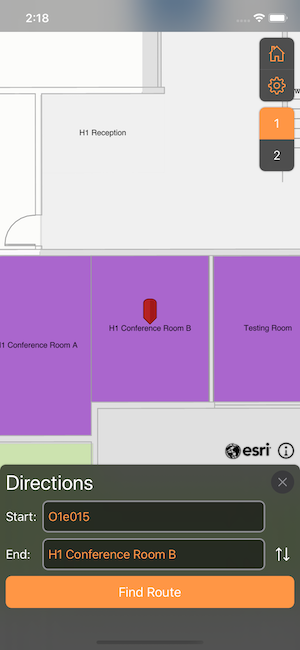 2:18
w
H1 Reception
1
2
H1 Conference Room A
H1 Conference Room B
Testing Room
esri
Directions
Start: O1e015
End: H1 Conference Room B
Find Route